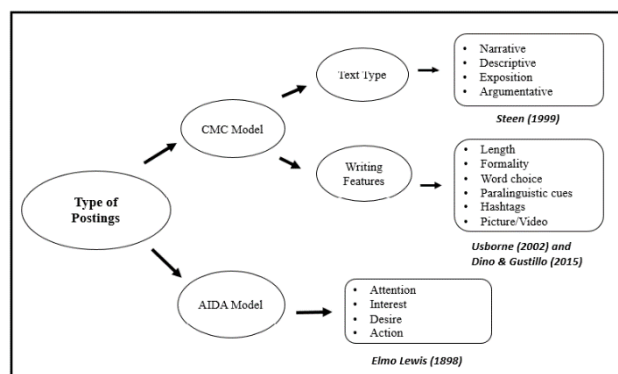 Type of
Postings
CMC Model
Text Type
• Narrative
• Descriptive
• Exposition
• Argumentative
Steen (1999)
Writing
Features
• Length
• Formality
• Word choice
• Paralinguistic cues
• Hashtags
• Picture/Video
Usborne (2002) and
Dino & Gustillo (2015)
AIDA Model
• Attention
• Interest
• Desire
• Action
Elmo Lewis (1898)